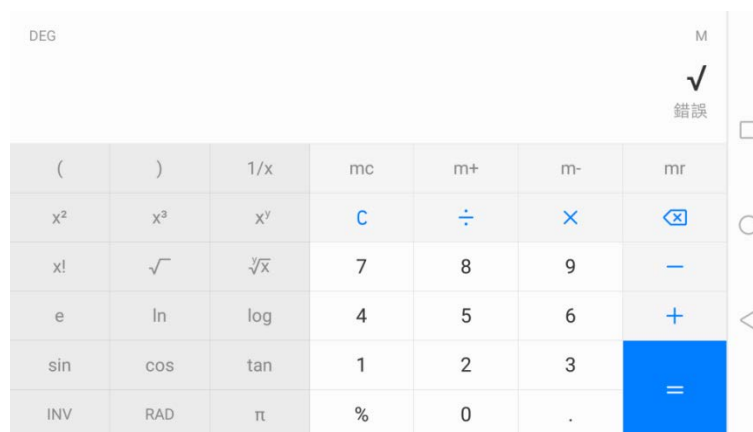 DEG M
√
錯誤
( ) 1/x mc m+ m- mr
x² x³ xʸ C ÷ ×
x! √ ʸ√x 7 8 9 −
e ln log 4 5 6 +
sin cos tan 1 2 3 =
INV RAD π % 0 .